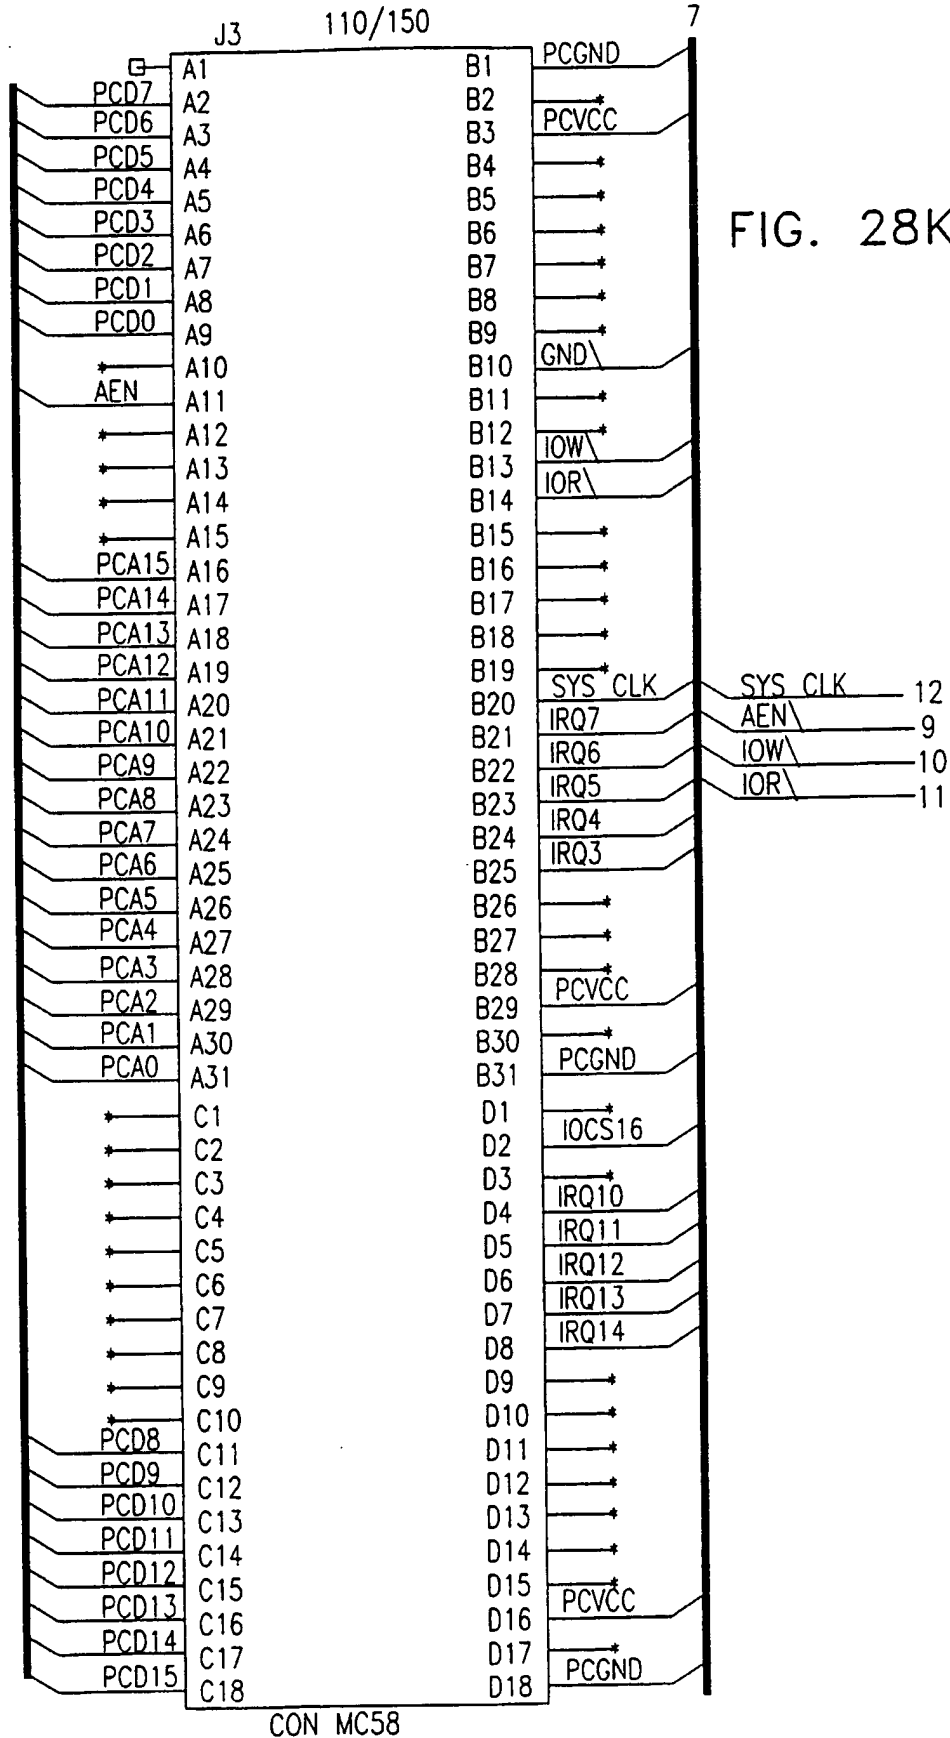 J3 110/150 7
A1 B1 PCGND
PCD7 A2 B2
PCD6 A3 B3 PCVCC
PCD5 A4 B4
PCD4 A5 B5
PCD3 A6 B6
FIG. 28K
PCD2 A7 B7
PCD1 A8 B8
PCD0 A9 B9
A10 B10 GND\
AEN A11 B11
A12 B12
A13 B13 IOW\
A14 B14 IOR\
A15 B15
PCA15 A16 B16
PCA14 A17 B17
PCA13 A18 B18
PCA12 A19 B19
PCA11 A20 B20 SYS CLK SYS CLK 12
PCA10 A21 B21 IRQ7 AEN\ 9
PCA9 A22 B22 IRQ6 IOW\ 10
PCA8 A23 B23 IRQ5 IOR\ 11
PCA7 A24 B24 IRQ4
PCA6 A25 B25 IRQ3
PCA5 A26 B26
PCA4 A27 B27
PCA3 A28 B28
PCA2 A29 B29 PCVCC
PCA1 A30 B30
PCA0 A31 B31 PCGND
C1 D1
C2 D2 IOCS16
C3 D3
C4 D4 IRQ10
C5 D5 IRQ11
C6 D6 IRQ12
C7 D7 IRQ13
C8 D8 IRQ14
C9 D9
C10 D10
PCD8 C11 D11
PCD9 C12 D12
PCD10 C13 D13
PCD11 C14 D14
PCD12 C15 D15
PCD13 C16 D16 PCVCC
PCD14 C17 D17
PCD15 C18 D18 PCGND
CON MC58